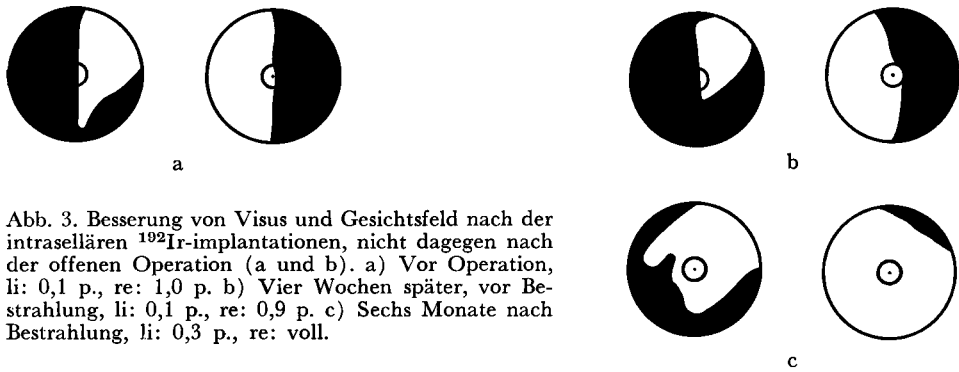 a
b
Abb. 3. Besserung von Visus und Gesichtsfeld nach der
intrasellären ¹⁹²Ir-implantationen, nicht dagegen nach
der offenen Operation (a und b). a) Vor Operation,
li: 0,1 p., re: 1,0 p. b) Vier Wochen später, vor Be-
strahlung, li: 0,1 p., re: 0,9 p. c) Sechs Monate nach
Bestrahlung, li: 0,3 p., re: voll.
c